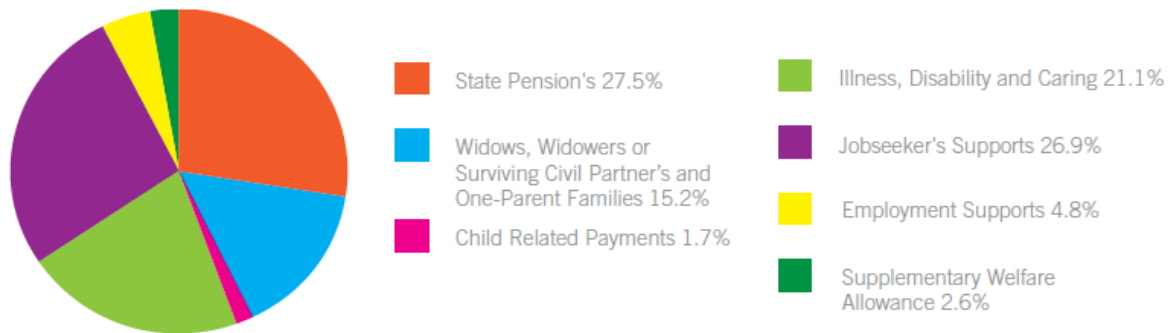 State Pension's 27.5%
Widows, Widowers or
Surviving Civil Partner's and
One-Parent Families 15.2%
Child Related Payments 1.7%
Illness, Disability and Caring 21.1%
Jobseeker's Supports 26.9%
Employment Supports 4.8%
Supplementary Welfare
Allowance 2.6%